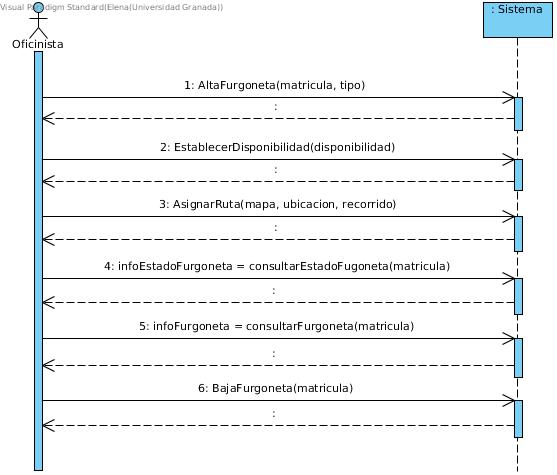 Visual Paradigm Standard(Elena(Universidad Granada))
: Sistema
Oficinista
1: AltaFurgoneta(matricula, tipo)
:
2: EstablecerDisponibilidad(disponibilidad)
:
3: AsignarRuta(mapa, ubicacion, recorrido)
:
4: infoEstadoFurgoneta = consultarEstadoFugoneta(matricula)
:
5: infoFurgoneta = consultarFurgoneta(matricula)
:
6: BajaFurgoneta(matricula)
: